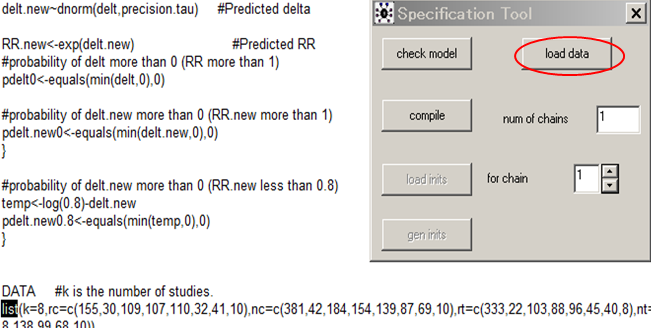 delt.new~dnorm(delt,precision.tau) #Predicted delta
RR.new<-exp(delt.new) #Predicted RR
#probability of delt more than 0 (RR more than 1)
pdelt0<-equals(min(delt,0),0)
#probability of delt.new more than 0 (RR.new more than 1)
pdelt.new0<-equals(min(delt.new,0),0)
}
#probability of delt.new more than 0 (RR.new less than 0.8)
temp<-log(0.8)-delt.new
pdelt.new0.8<-equals(min(temp,0),0)
}
DATA #k is the number of studies.
list(k=8,rc=c(155,30,109,107,110,32,41,10),nc=c(381,42,184,154,139,87,69,10),rt=c(333,22,103,88,96,45,40,8),nt=
8,138,99,68,10))
Specification Tool
check model
load data
compile
num of chains
1
load inits
for chain
1
gen inits